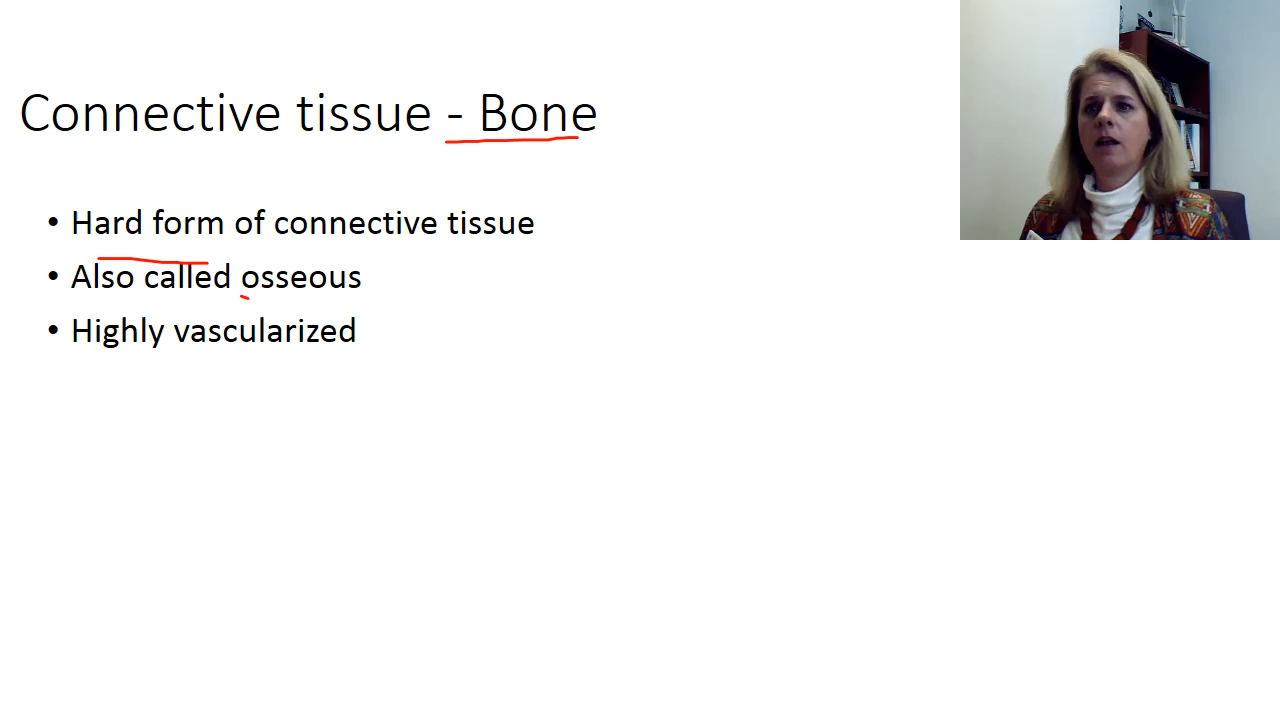 Connective tissue - Bone
• Hard form of connective tissue
• Also called osseous
• Highly vascularized